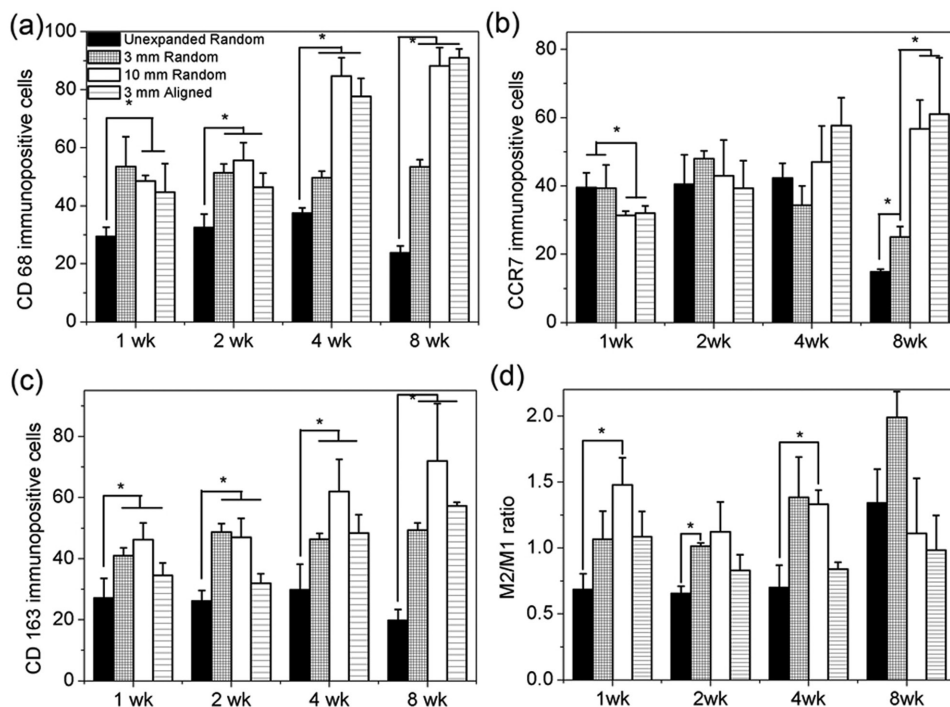 (a)
100
80
60
40
20
0
CD 68 immunopositive cells
Unexpanded Random
3 mm Random
10 mm Random
3 mm Aligned
*
*
*
*
1 wk 2 wk 4 wk 8 wk
(b)
80
60
40
20
0
CCR7 immunopositive cells
*
*
*
1wk 2wk 4wk 8wk
(c)
80
60
40
20
0
CD 163 immunopositive cells
*
*
*
*
1 wk 2 wk 4 wk 8 wk
(d)
2.0
1.5
1.0
0.5
0.0
M2/M1 ratio
*
*
*
1wk 2wk 4wk 8wk